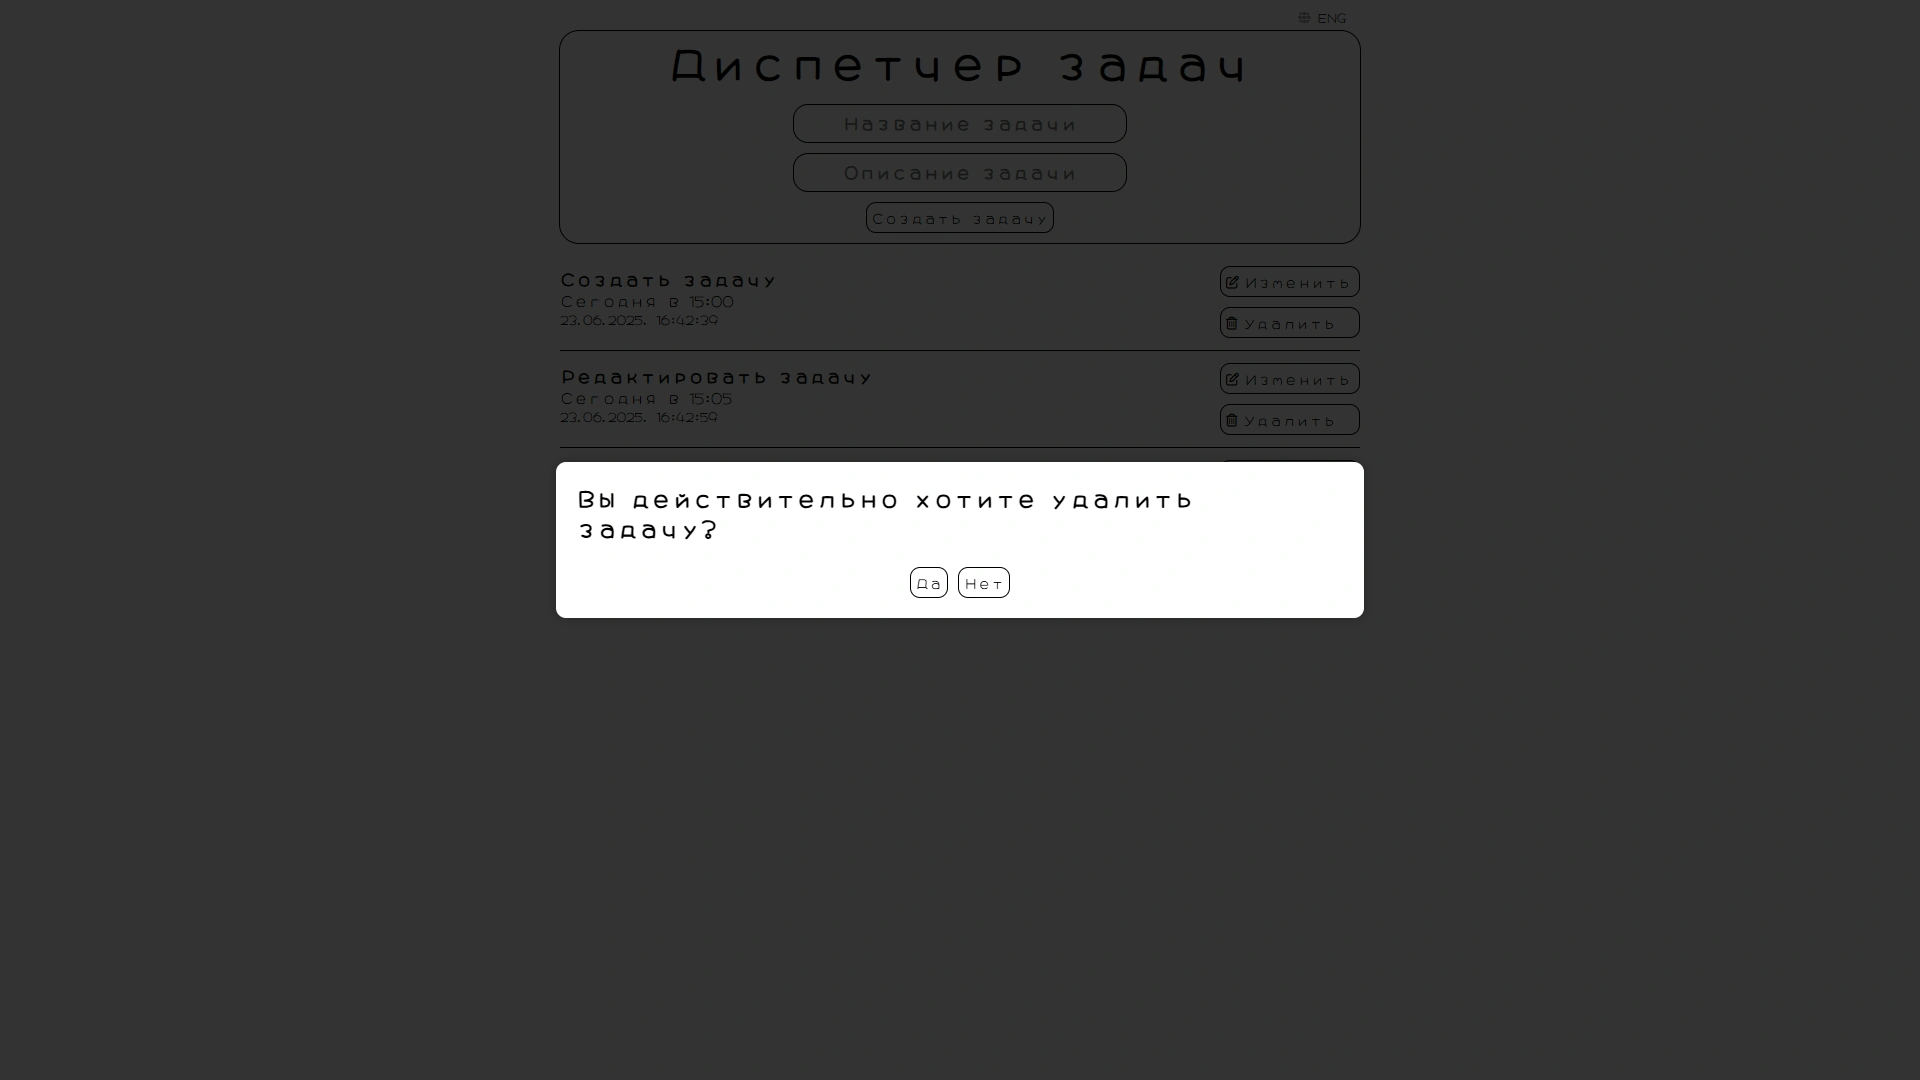 ENG
Диспетчер задач
Название задачи
Описание задачи
Создать задачу
Создать задачу
Сегодня в 15:00
23.06.2025. 16:42:39
Изменить
Удалить
Редактировать задачу
Сегодня в 15:05
23.06.2025. 16:42:59
Изменить
Удалить
Вы действительно хотите удалить
задачу?
Да
Нет